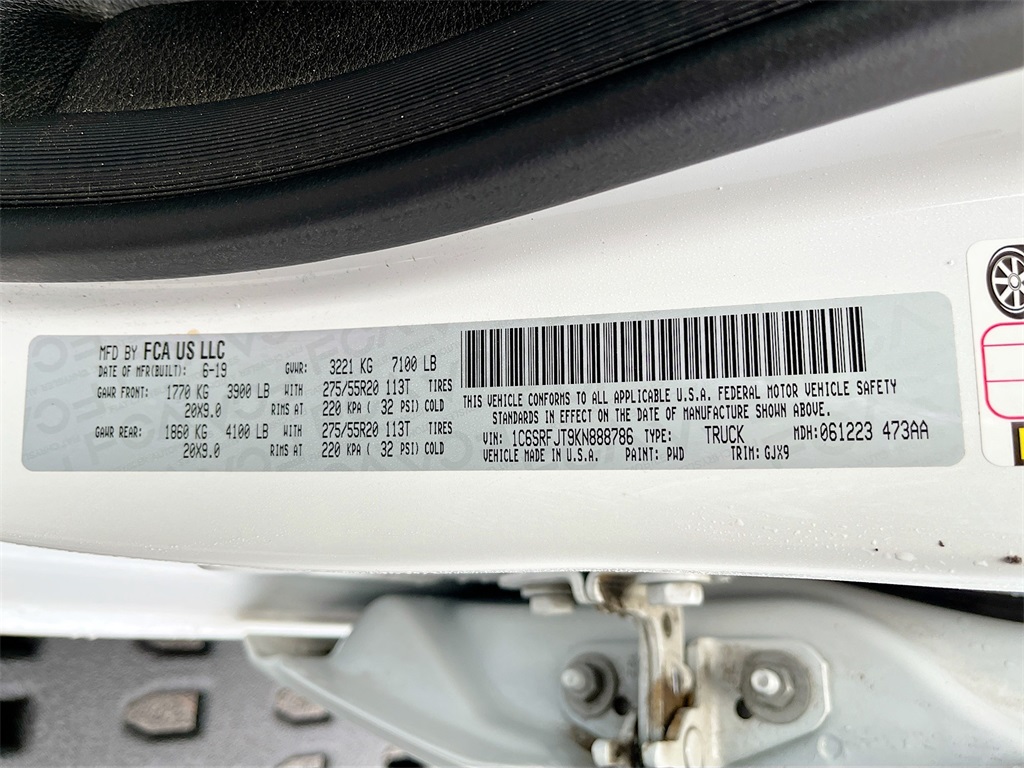 MFD BY FCA US LLC
DATE OF MFR(BUILT): 6-19 GVWR: 3221 KG 7100 LB
GAWR FRONT: 1770 KG 3900 LB WITH 275/55R20 113T TIRES
20X9.0 RIMS AT 220 KPA ( 32 PSI) COLD
GAWR REAR: 1860 KG 4100 LB WITH 275/55R20 113T TIRES
20X9.0 RIMS AT 220 KPA ( 32 PSI) COLD
THIS VEHICLE CONFORMS TO ALL APPLICABLE U.S.A. FEDERAL MOTOR VEHICLE SAFETY
STANDARDS IN EFFECT ON THE DATE OF MANUFACTURE SHOWN ABOVE.
VIN: 1C6SRFJT9KN888786 TYPE: TRUCK MDH: 061223 473AA
VEHICLE MADE IN U.S.A. PAINT: PWD TRIM: GJX9